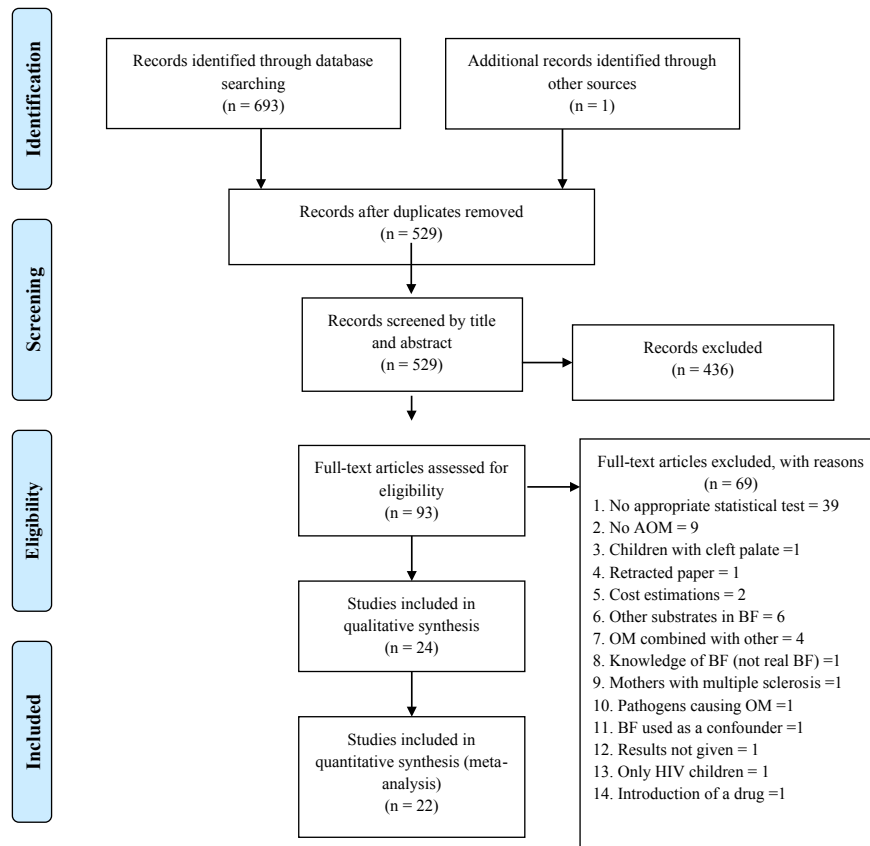 Identification
Records identified through database
searching
(n = 693)
Additional records identified through
other sources
(n = 1)
Records after duplicates removed
(n = 529)
Screening
Records screened by title
and abstract
(n = 529)
Records excluded
(n = 436)
Eligibility
Full-text articles assessed for
eligibility
(n = 93)
Full-text articles excluded, with reasons
(n = 69)
1. No appropriate statistical test = 39
2. No AOM = 9
3. Children with cleft palate =1
4. Retracted paper = 1
5. Cost estimations = 2
6. Other substrates in BF = 6
7. OM combined with other = 4
8. Knowledge of BF (not real BF) =1
9. Mothers with multiple sclerosis =1
10. Pathogens causing OM =1
11. BF used as a confounder =1
12. Results not given = 1
13. Only HIV children = 1
14. Introduction of a drug =1
Studies included in
qualitative synthesis
(n = 24)
Included
Studies included in
quantitative synthesis (meta-
analysis)
(n = 22)